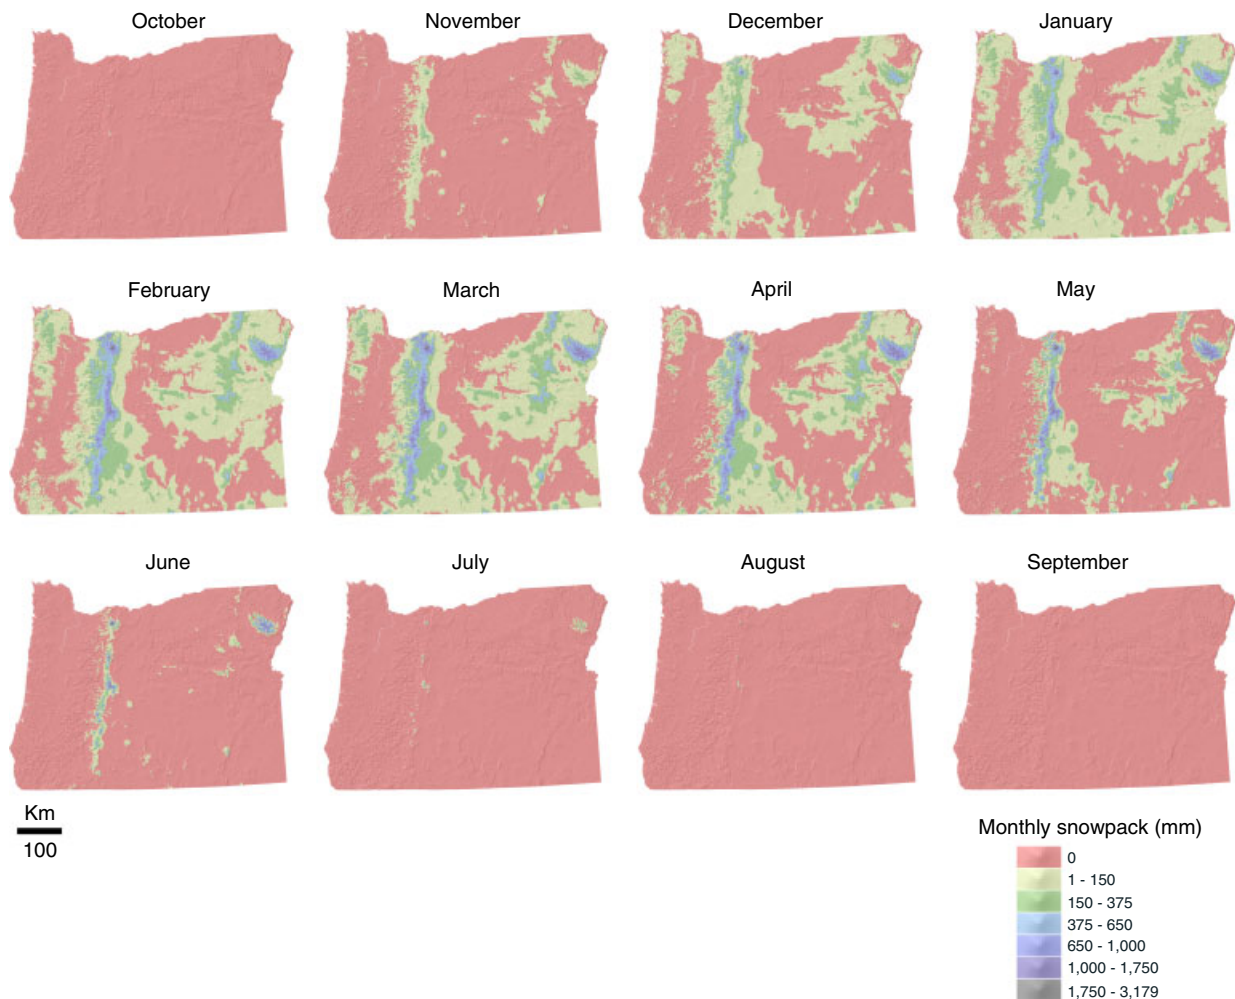 October
November
December
January
February
March
April
May
June
July
August
September
Km
100
Monthly snowpack (mm)
0
1 - 150
150 - 375
375 - 650
650 - 1,000
1,000 - 1,750
1,750 - 3,179